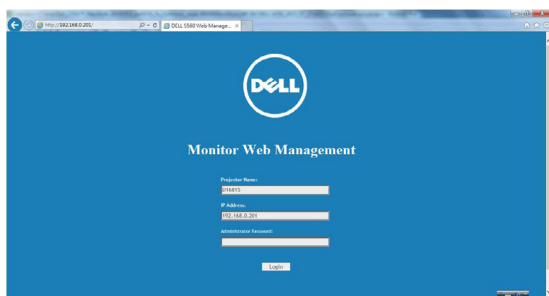 http://192.168.0.201/
DELL S560 Web Manage...
DELL
Monitor Web Management
Projector Name:
IP Address:
192.168.0.201
Administrator Password:
Login